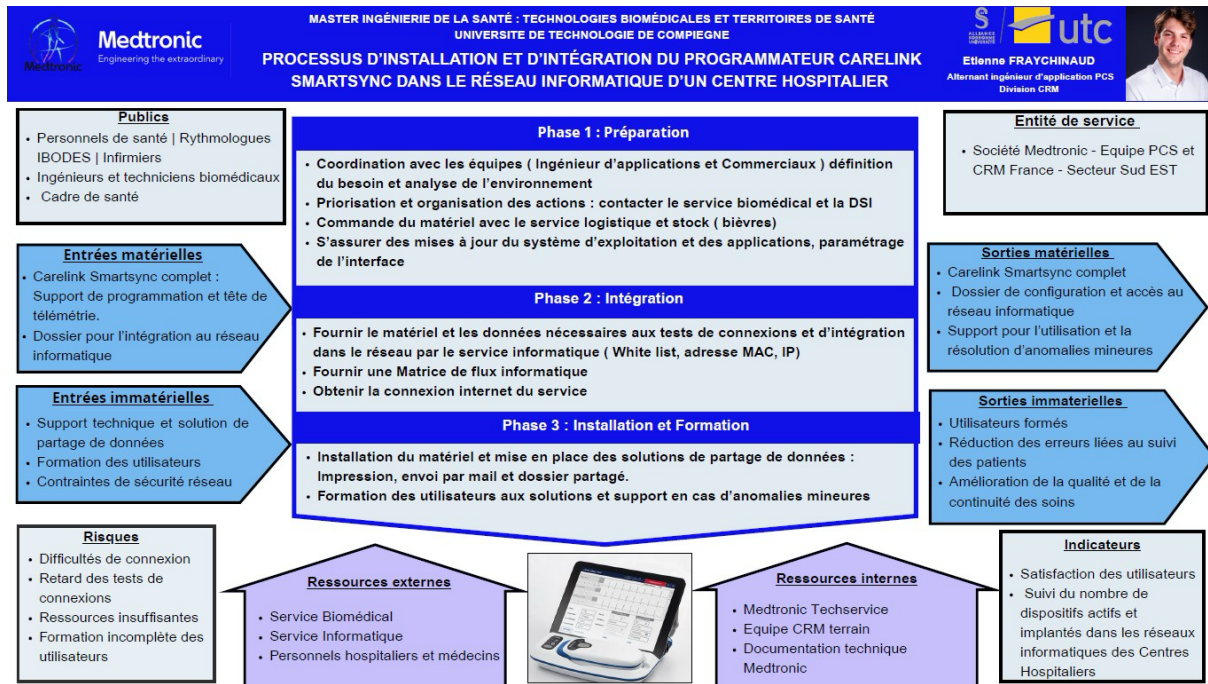 Medtronic
Medtronic
Engineering the extraordinary
MASTER INGÉNIERIE DE LA SANTÉ : TECHNOLOGIES BIOMÉDICALES ET TERRITOIRES DE SANTÉ
UNIVERSITE DE TECHNOLOGIE DE COMPIEGNE
PROCESSUS D'INSTALLATION ET D'INTÉGRATION DU PROGRAMMATEUR CARELINK
SMARTSYNC DANS LE RÉSEAU INFORMATIQUE D'UN CENTRE HOSPITALIER
S
ALLIANCE
SORBONNE
UNIVERSITÉ
utc
Etienne FRAYCHINAUD
Alternant ingénieur d'application PCS
Division CRM
Publics
• Personnels de santé | Rythmologues
IBODES | Infirmiers
• Ingénieurs et techniciens biomédicaux
• Cadre de santé
Entrées matérielles
• Carelink Smartsync complet :
Support de programmation et tête de
télémétrie.
• Dossier pour l'intégration au réseau
informatique
Entrées immatérielles
• Support technique et solution de
partage de données
• Formation des utilisateurs
• Contraintes de sécurité réseau
Risques
• Difficultés de connexion
• Retard des tests de
connexions
• Ressources insuffisantes
• Formation incomplète des
utilisateurs
Phase 1 : Préparation
• Coordination avec les équipes ( Ingénieur d'applications et Commerciaux ) définition
du besoin et analyse de l'environnement
• Priorisation et organisation des actions : contacter le service biomédical et la DSI
• Commande du matériel avec le service logistique et stock ( bièvres)
• S'assurer des mises à jour du système d'exploitation et des applications, paramétrage
de l'interface
Phase 2 : Intégration
• Fournir le matériel et les données nécessaires aux tests de connexions et d'intégration
dans le réseau par le service informatique ( White list, adresse MAC, IP)
• Fournir une Matrice de flux informatique
• Obtenir la connexion internet du service
Phase 3 : Installation et Formation
• Installation du matériel et mise en place des solutions de partage de données :
Impression, envoi par mail et dossier partagé.
• Formation des utilisateurs aux solutions et support en cas d'anomalies mineures
Ressources externes
• Service Biomédical
• Service Informatique
• Personnels hospitaliers et médecins
Ressources internes
• Medtronic Techservice
• Equipe CRM terrain
• Documentation technique
Medtronic
Entité de service
• Société Medtronic - Equipe PCS et
CRM France - Secteur Sud EST
Sorties matérielles
• Carelink Smartsync complet
• Dossier de configuration et accès au
réseau informatique
• Support pour l'utilisation et la
résolution d'anomalies mineures
Sorties immaterielles
• Utilisateurs formés
• Réduction des erreurs liées au suivi
des patients
• Amélioration de la qualité et de la
continuité des soins
Indicateurs
• Satisfaction des utilisateurs
• Suivi du nombre de
dispositifs actifs et
implantés dans les réseaux
informatiques des Centres
Hospitaliers